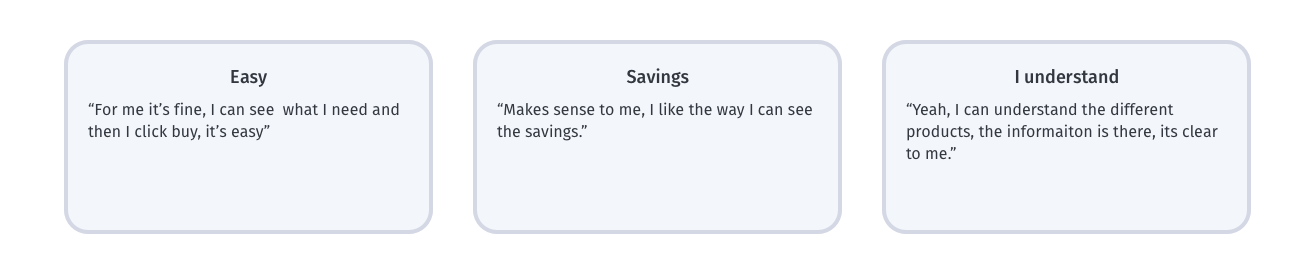 Easy
“For me it’s fine, I can see  what I need and
then I click buy, it’s easy”
Savings
“Makes sense to me, I like the way I can see
the savings.”
I understand
“Yeah, I can understand the different
products, the informaiton is there, its clear
to me.”